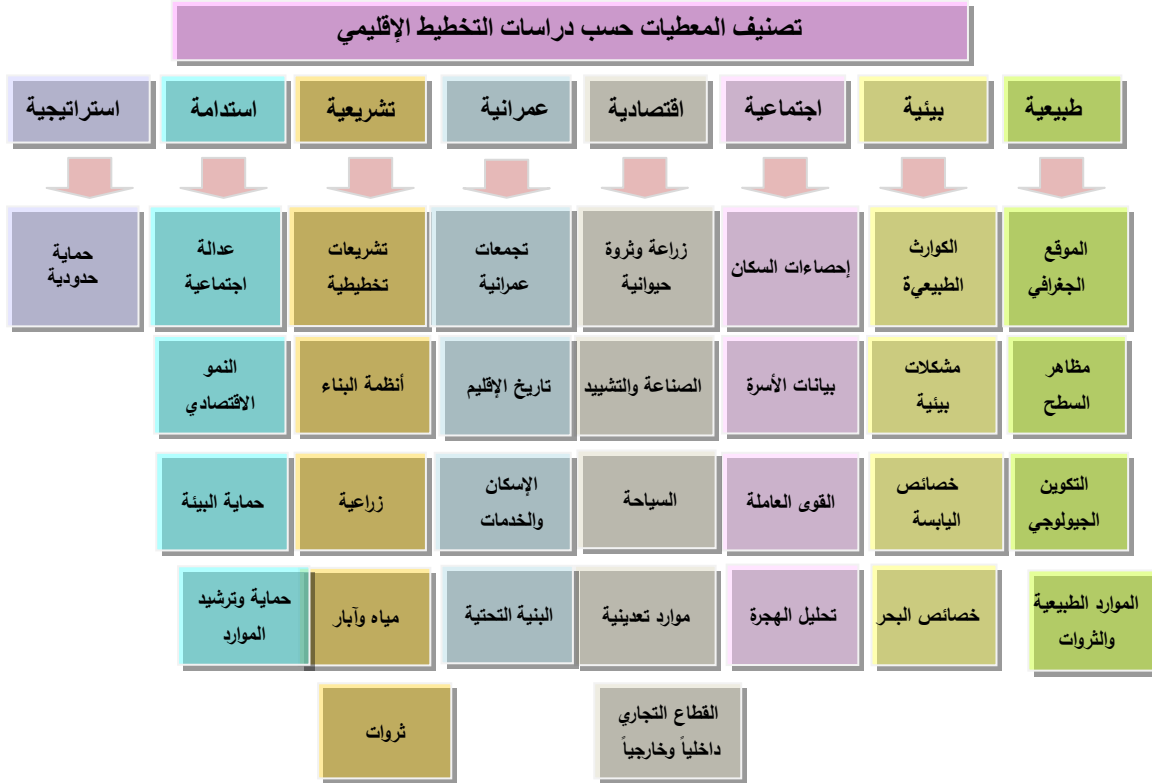 تصنيف المعطيات حسب دراسات التخطيط الإقليمي
طبيعية
بيئية
اجتماعية
اقتصادية
عمرانية
تشريعية
استدامة
استراتيجية
الموقع
الجغرافي
الكوارث
الطبيعية
إحصاءات السكان
زراعة وثروة
حيوانية
تجمعات
عمرانية
تشريعات
تخطيطية
عدالة
اجتماعية
حماية
حدودية
مظاهر
السطح
مشكلات
بيئية
بيانات الأسرة
الصناعة والتشييد
تاريخ الإقليم
أنظمة البناء
النمو
الاقتصادي
التكوين
الجيولوجي
خصائص
اليابسة
القوى العاملة
السياحة
الإسكان
والخدمات
زراعية
حماية البيئة
الموارد الطبيعية
والثروات
خصائص البحر
تحليل الهجرة
موارد تعدينية
البنية التحتية
مياه وآبار
حماية وترشيد
الموارد
القطاع التجاري
داخلياً وخارجياً
ثروات